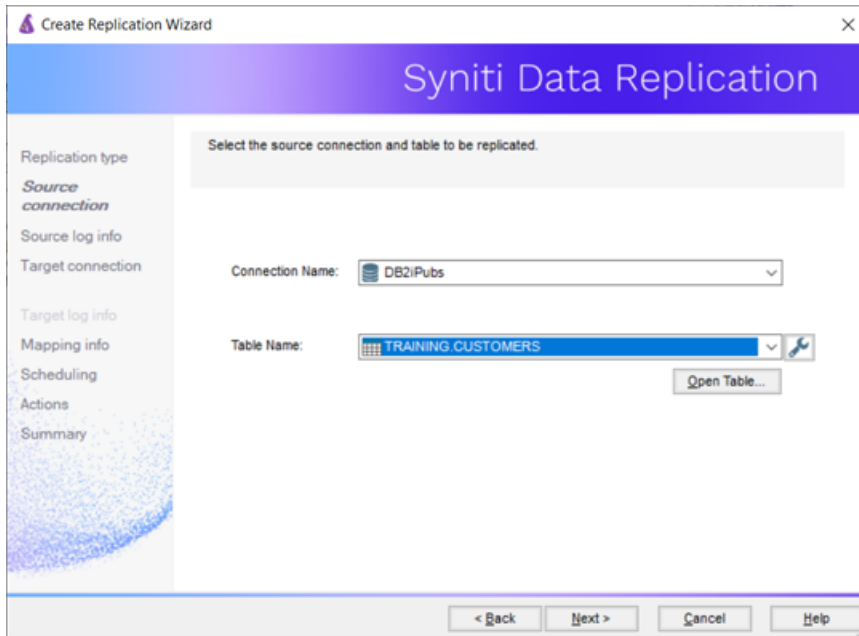 Create Replication Wizard
Syniti Data Replication
Replication type
Source
connection
Source log info
Target connection
Target log info
Mapping info
Scheduling
Actions
Summary
Select the source connection and table to be replicated.
Connection Name: DB2iPubs
Table Name: TRAINING.CUSTOMERS
Open Table...
< Back Next > Cancel Help